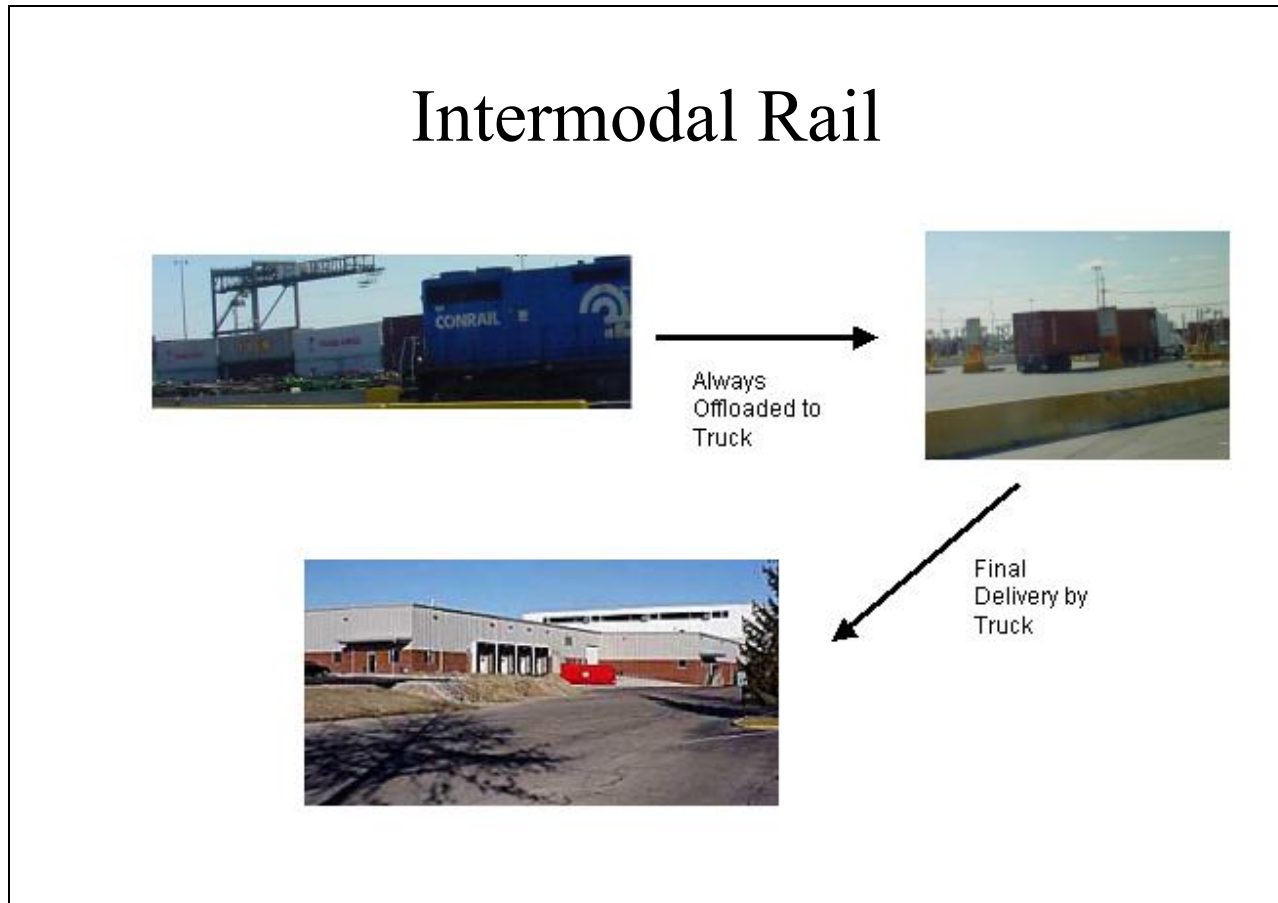 Intermodal Rail
CONRAIL
Always
Offloaded to
Truck
Final
Delivery by
Truck